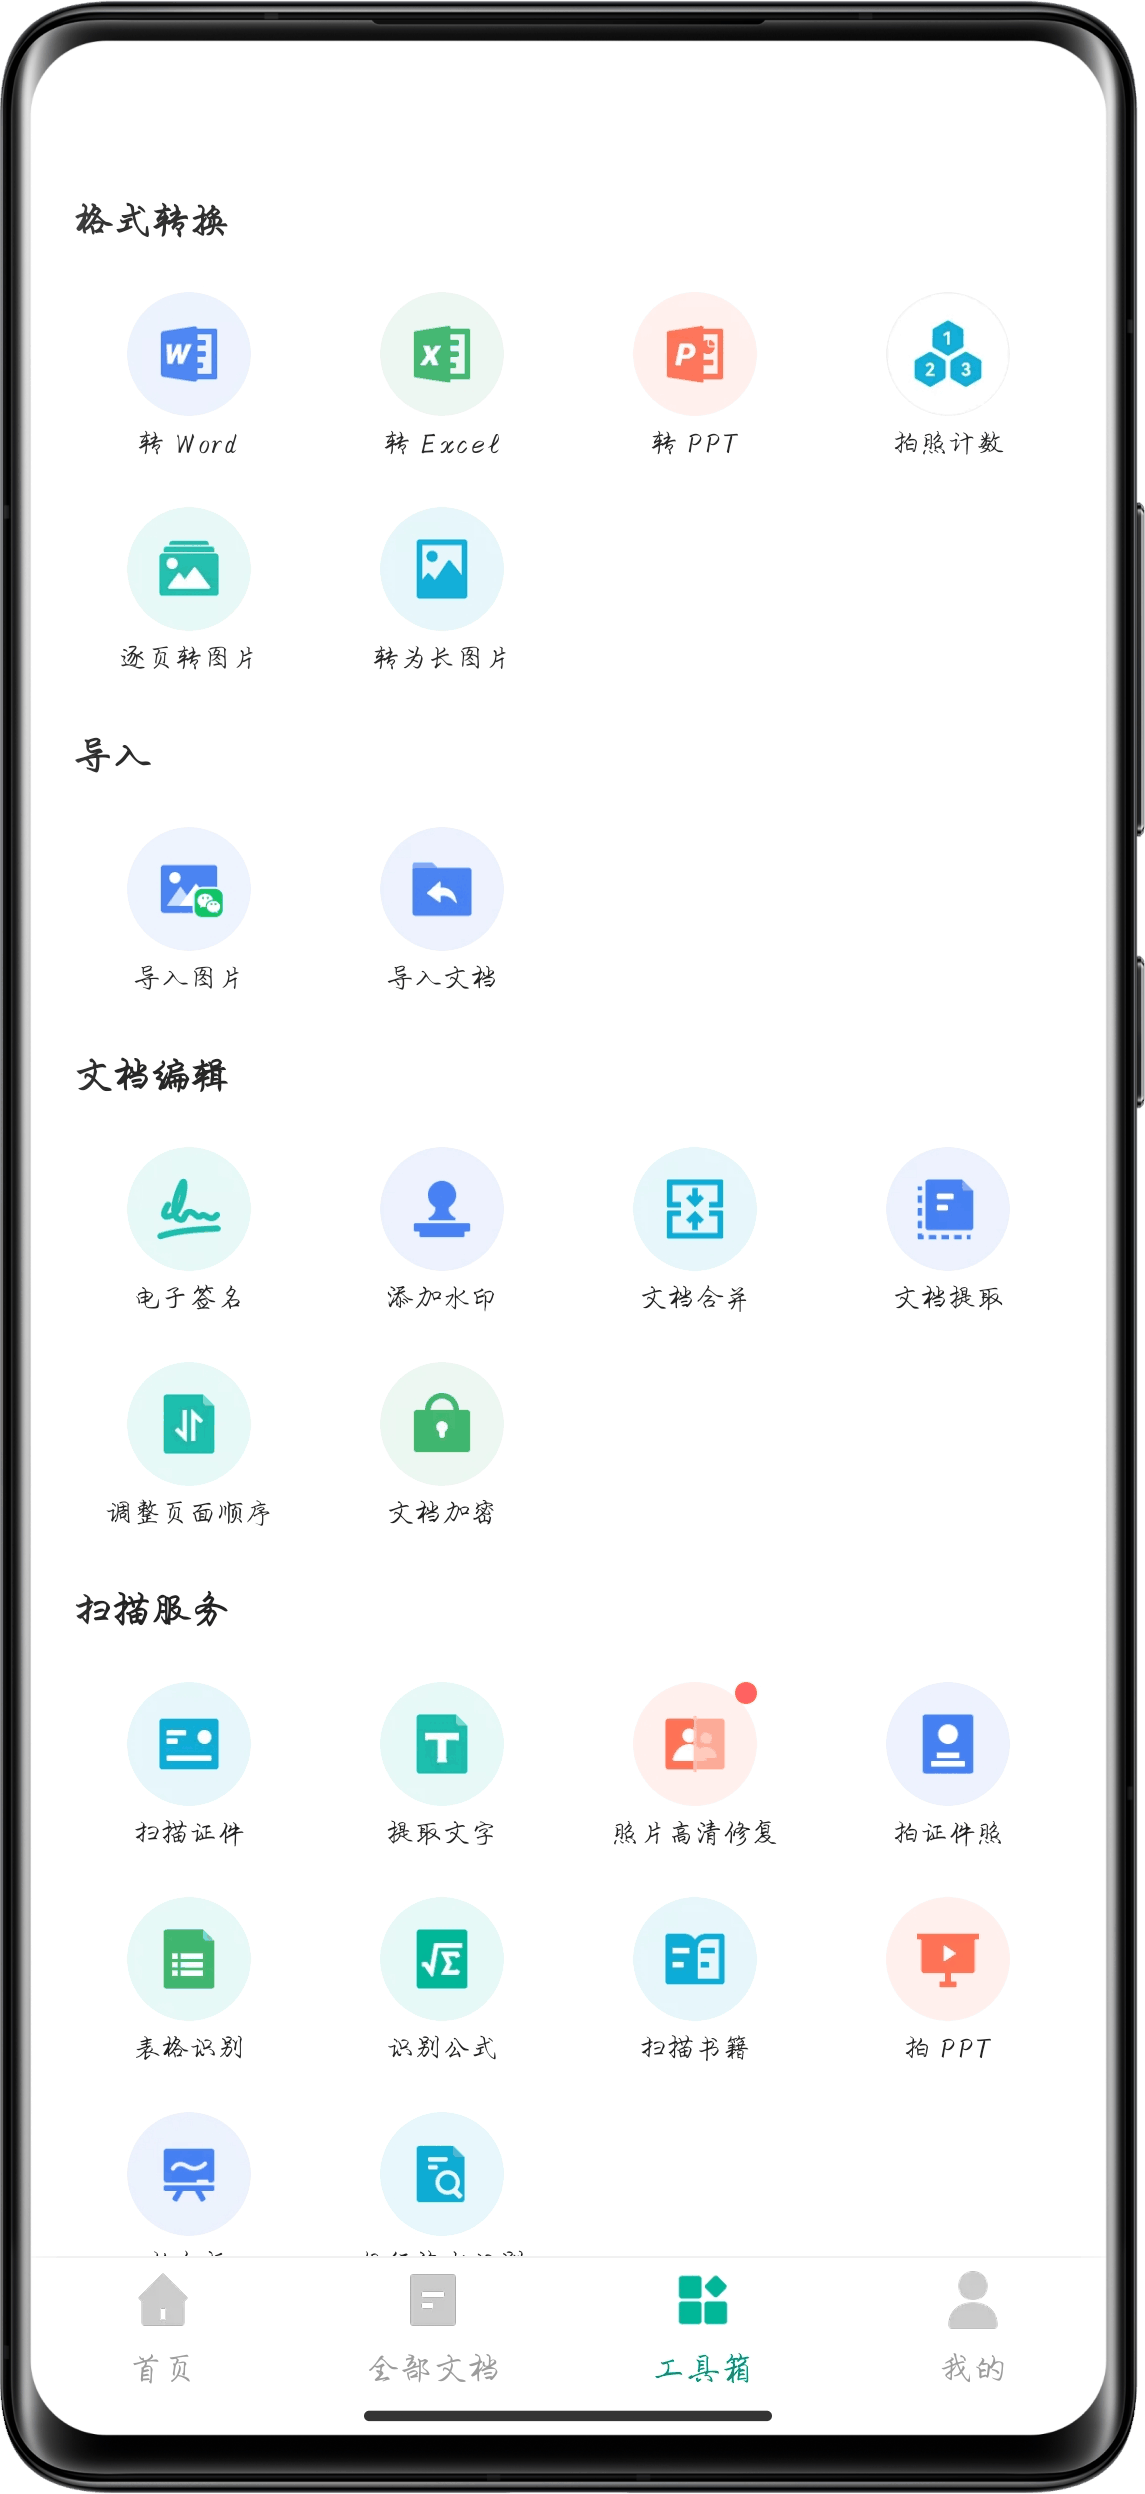 格式转换
转 Word
转 Excel
转 PPT
拍照计数
逐页转图片
转为长图片
导入
导入图片
导入文档
文档编辑
电子签名
添加水印
文档合并
文档提取
调整页面顺序
文档加密
扫描服务
扫描证件
提取文字
照片高清修复
拍证件照
表格识别
识别公式
扫描书籍
拍 PPT
首页
全部文档
工具箱
我的